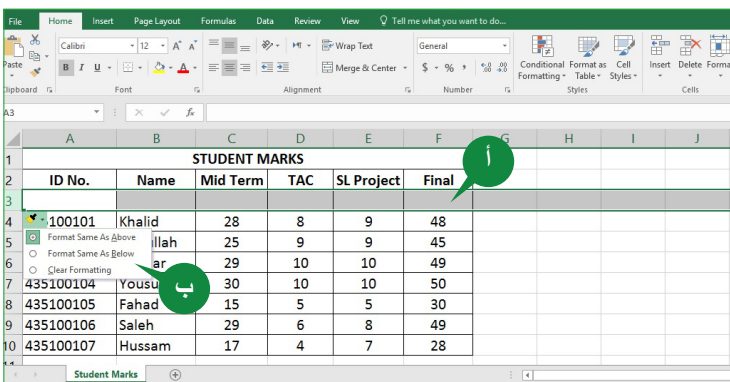 File Home Insert Page Layout Formulas Data Review View Tell me what you want to do...
Calibri 12 A A Wrap Text General Conditional Format as Cell Insert Delete
Paste B I U A Merge & Center $ % , Formatting Table Styles
Font Alignment Number Styles Cells
A3 fx
A B C D E F G H I J
1 STUDENT MARKS أ
2 ID No. Name Mid Term TAC SL Project Final
3
4 100101 Khalid 28 8 9 48
Format Same As Above
5 25 9 9 45
Format Same As Below
6 29 10 10 49
Clear Formatting
7 435100104 30 10 10 50
ب
8 435100105 Fahad 15 5 5 30
9 435100106 Saleh 29 6 8 49
10 435100107 Hussam 17 4 7 28
Student Marks